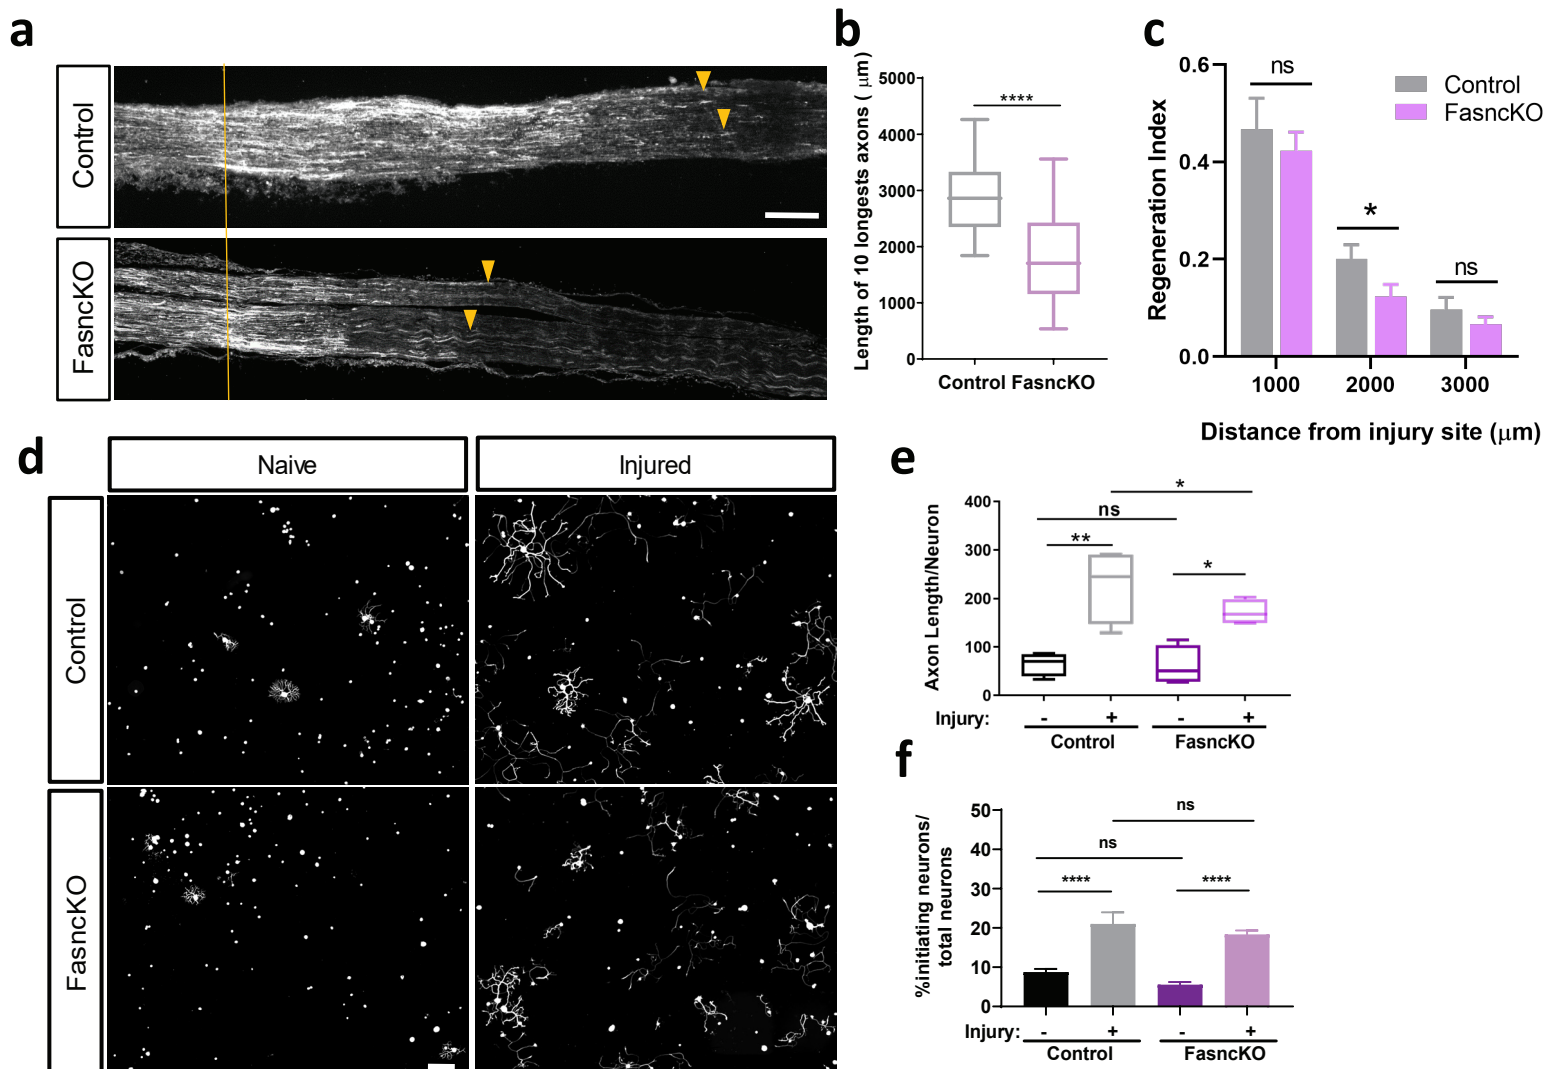 a
Control
FasncKO
b
5000
4000
3000
2000
1000
0
Length of 10 longests axons ( μm)
****
Control FasncKO
c
0.6
0.4
0.2
0.0
Regeneration Index
ns
*
ns
Control
FasncKO
1000 2000 3000
Distance from injury site (μm)
d
Naive
Injured
Control
FasncKO
e
400
300
200
100
0
Axon Length/Neuron
*
ns
**
*
Injury: - + - +
Control FasncKO
f
50
40
30
20
10
0
%initiating neurons/
total neurons
ns
ns
**** ****
Injury: - + - +
Control FasncKO